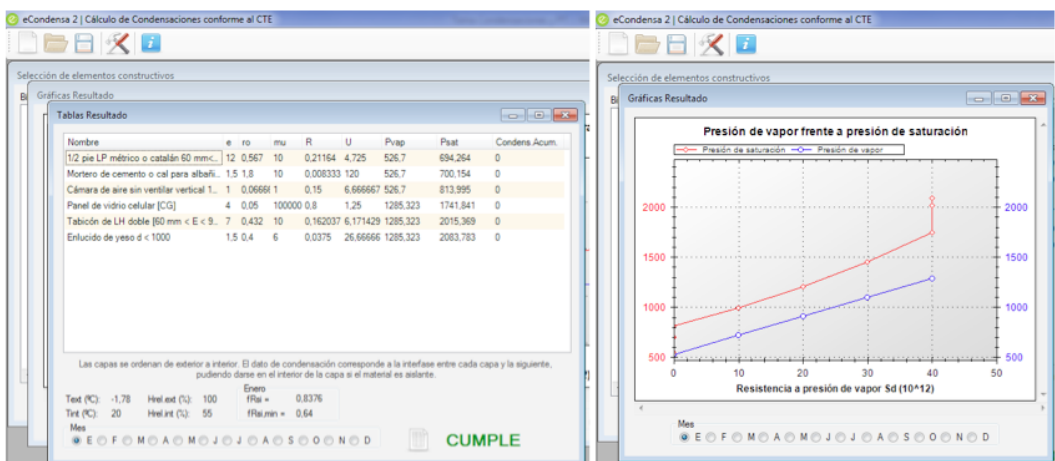 eCondensa 2 | Cálculo de Condensaciones conforme al CTE
Selección de elementos constructivos
Gráficas Resultado
Tablas Resultado
Nombre e ro mu R U Pvap Psat Condens.Acum.
1/2 pie LP métrico o catalán 60 mm<.. 12 0,567 10 0,21164 4,725 526,7 694,264 0
Mortero de cemento o cal para albañi.. 1,5 1,8 10 0,008333 120 526,7 700,154 0
Cámara de aire sin ventilar vertical 1.. 1 0,06666 1 0,15 6,666667 526,7 813,995 0
Panel de vidrio celular [CG] 4 0,05 100000 0,8 1,25 1285,323 1741,841 0
Tabicón de LH doble [60 mm < E < 9.. 7 0,432 10 0,162037 6,171429 1285,323 2015,369 0
Enlucido de yeso d < 1000 1,5 0,4 6 0,0375 26,66666 1285,323 2083,783 0
Las capas se ordenan de exterior a interior. El dato de condensación corresponde a la interfase entre cada capa y la siguiente,
pudiendo darse en el interior de la capa si el material es aislante.
Enero
Text (ºC): -1,78 Hrel.ext (%): 100 fRsi = 0,8376
Tint (ºC): 20 Hrel.int (%): 55 fRsi,min = 0,64
Mes
E F M A M J J A S O N D
CUMPLE
eCondensa 2 | Cálculo de Condensaciones conforme al CTE
Selección de elementos constructivos
Gráficas Resultado
Presión de vapor frente a presión de saturación
Presión de saturación Presión de vapor
2000 2000
1500 1500
1000 1000
500 500
0 10 20 30 40 50
Resistencia a presión de vapor Sd (10^12)
Mes
E F M A M J J A S O N D